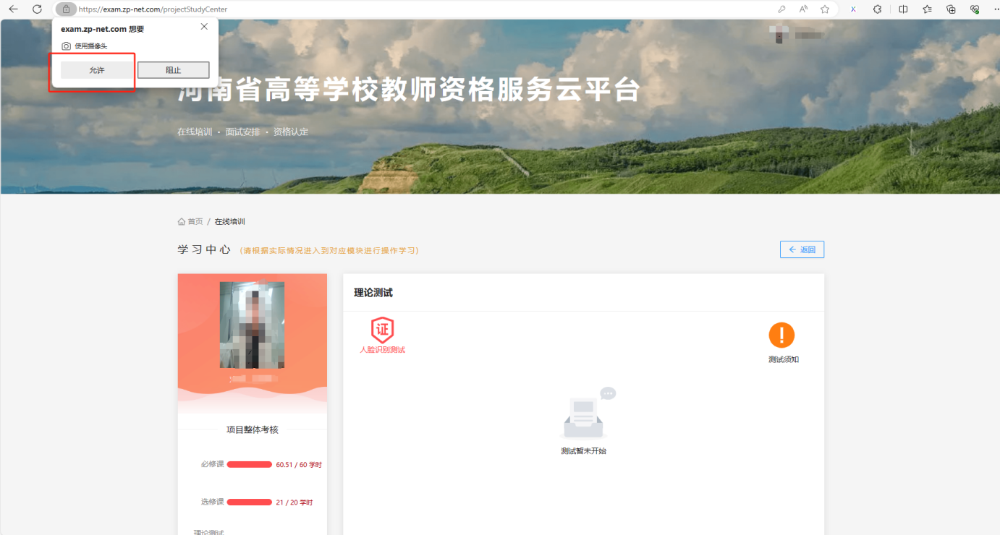 https://exam.zp-net.com/projectStudyCenter
exam.zp-net.com 想要
使用摄像头
允许
阻止
河南省高等学校教师资格服务云平台
在线培训 · 面试安排 · 资格认定
首页 / 在线培训
学习中心 (请根据实际情况进入到对应模块进行操作学习)
返回
理论测试
证
人脸识别测试
测试须知
测试暂未开始
项目整体考核
必修课 60.51 / 60 学时
选修课 21 / 20 学时
理论测试